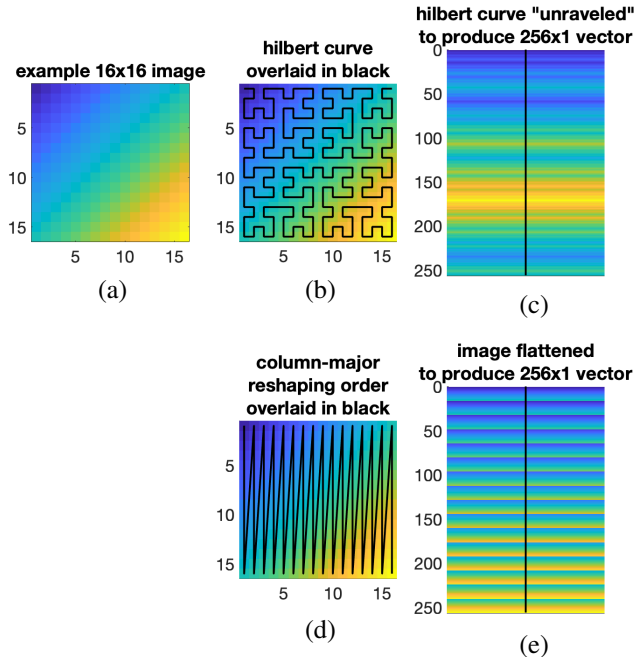 example 16x16 image
5
10
15
5 10 15
(a)
hilbert curve
overlaid in black
5
10
15
5 10 15
(b)
hilbert curve "unraveled"
to produce 256x1 vector
0
50
100
150
200
250
(c)
column-major
reshaping order
overlaid in black
5
10
15
5 10 15
(d)
image flattened
to produce 256x1 vector
0
50
100
150
200
250
(e)